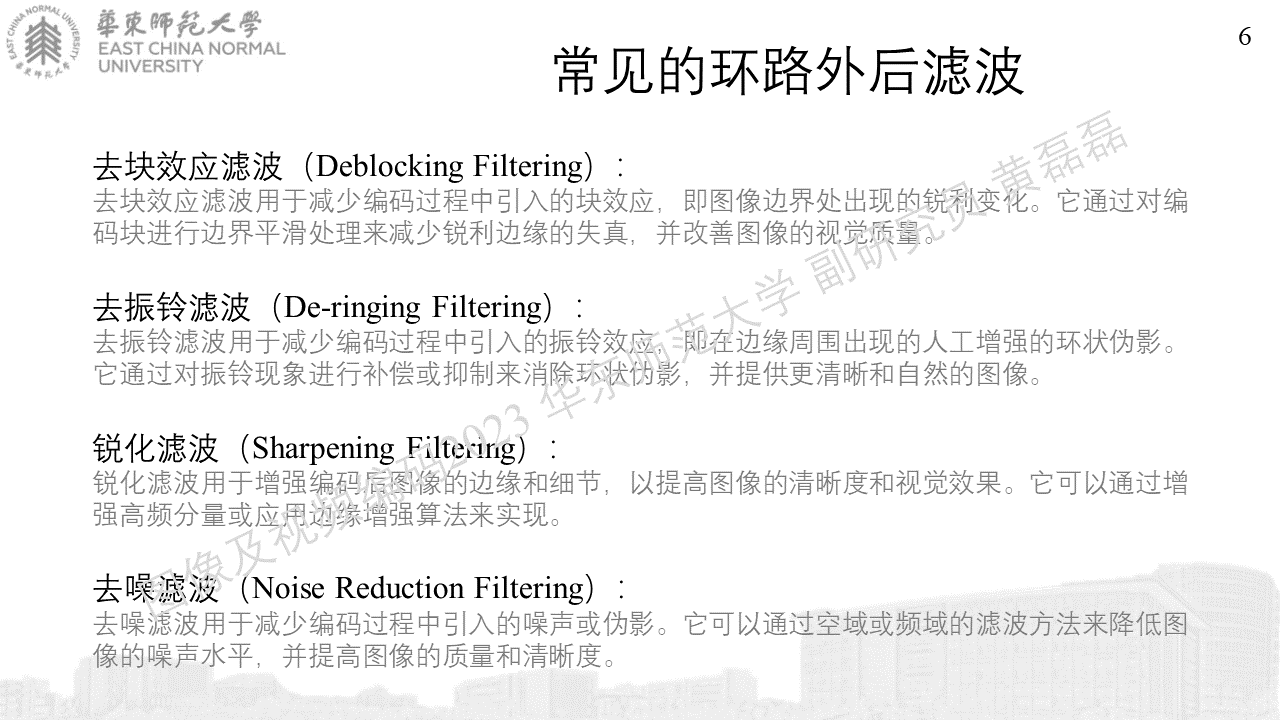 華東師範大學
EAST CHINA NORMAL
UNIVERSITY
EAST CHINA NORMAL UNIVERSITY
華東師範大學
6
常见的环路外后滤波
去块效应滤波（Deblocking Filtering）:
去块效应滤波用于减少编码过程中引入的块效应，即图像边界处出现的锐利变化。它通过对编
码块进行边界平滑处理来减少锐利边缘的失真，并改善图像的视觉质量。
去振铃滤波（De-ringing Filtering）:
去振铃滤波用于减少编码过程中引入的振铃效应，即在边缘周围出现的人工增强的环状伪影。
它通过对振铃现象进行补偿或抑制来消除环状伪影，并提供更清晰和自然的图像。
锐化滤波（Sharpening Filtering）:
锐化滤波用于增强编码后图像的边缘和细节，以提高图像的清晰度和视觉效果。它可以通过增
强高频分量或应用边缘增强算法来实现。
去噪滤波（Noise Reduction Filtering）:
去噪滤波用于减少编码过程中引入的噪声或伪影。它可以通过空域或频域的滤波方法来降低图
像的噪声水平，并提高图像的质量和清晰度。
图像及视频编码2023 华东师范大学 副研究员 黄磊磊